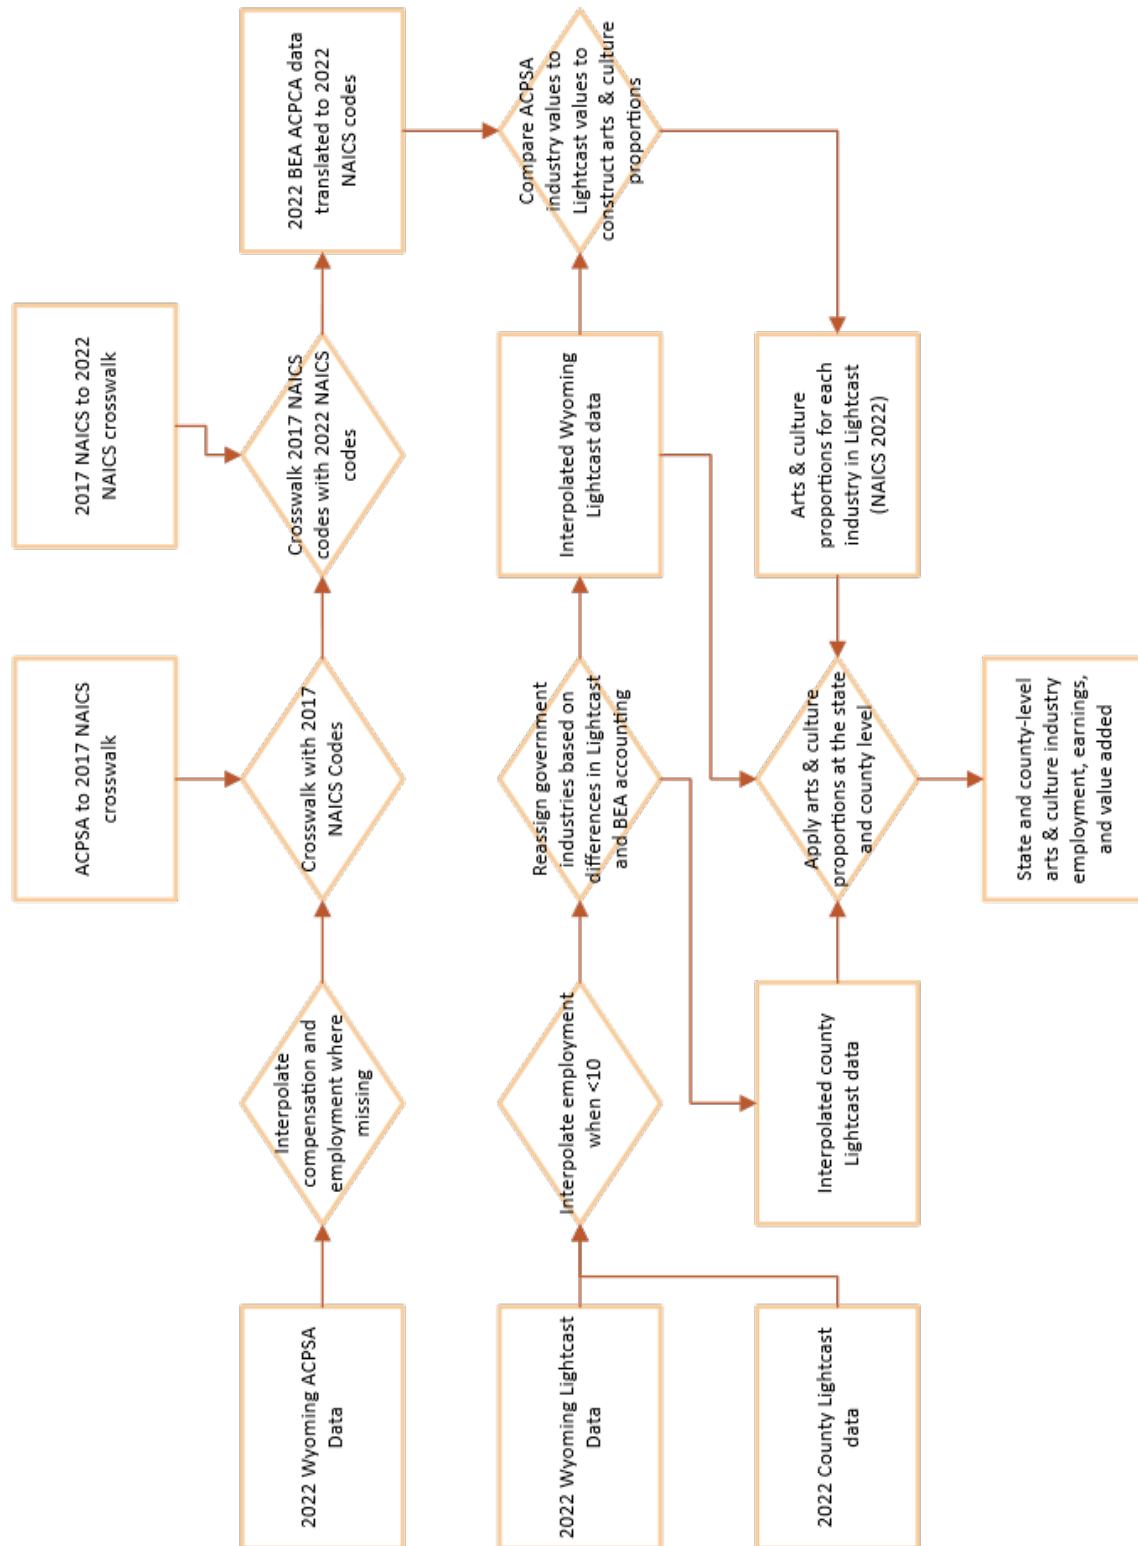 ACPSA to 2017 NAICS
crosswalk
2017 NAICS to 2022
NAICS crosswalk
2022 Wyoming ACPSA
Data
Interpolate
compensation and
employment where
missing
Crosswalk with 2017
NAICS Codes
Crosswalk 2017 NAICS
codes with 2022 NAICS
codes
2022 BEA ACPCA data
translated to 2022
NAICS codes
2022 Wyoming Lightcast
Data
Interpolate employment
when <10
Reassign government
industries based on
differences in Lightcast
and BEA accounting
Interpolated Wyoming
Lightcast data
Compare ACPSA
industry values to
Lightcast values to
construct arts & culture
proportions
2022 County Lightcast
data
Interpolated county
Lightcast data
Apply arts & culture
proportions at the state
and county level
Arts & culture
proportions for each
industry in Lightcast
(NAICS 2022)
State and county-level
arts & culture industry
employment, earnings,
and value added